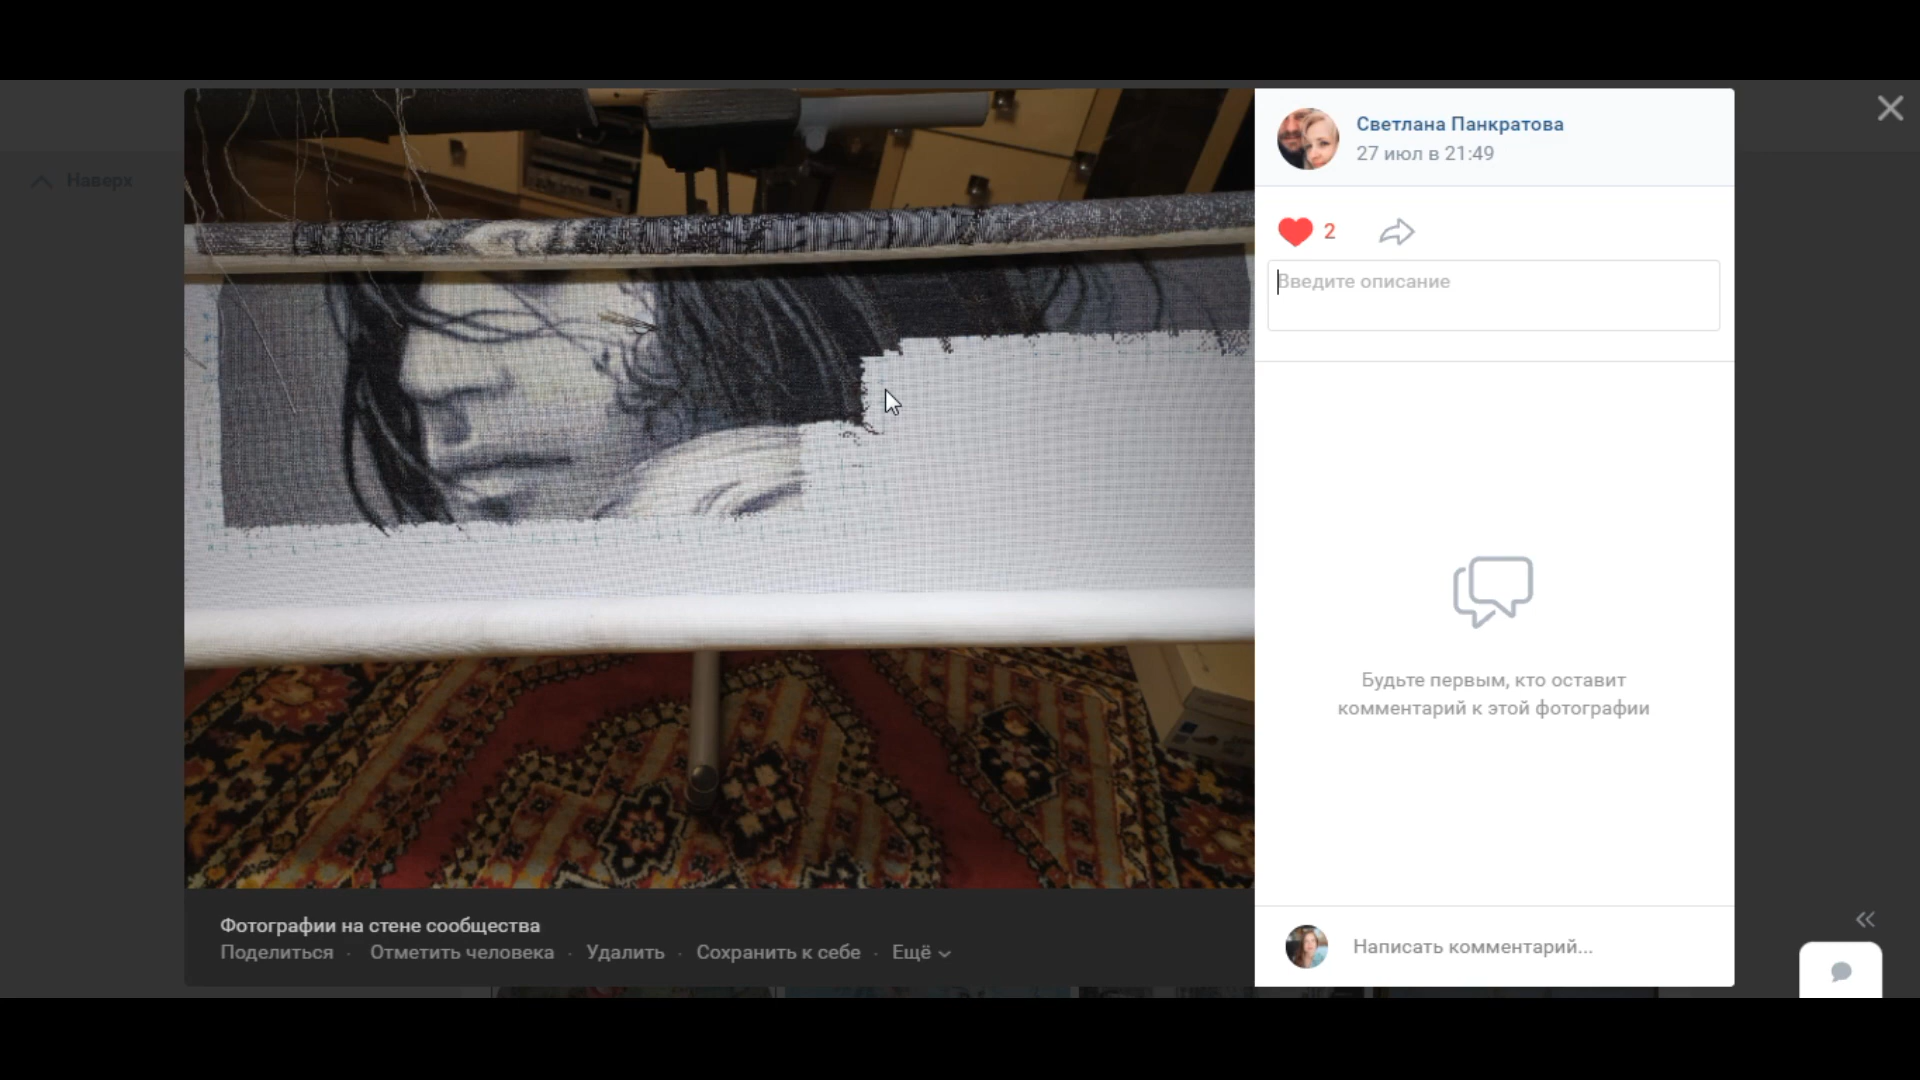 Наверх
Светлана Панкратова
27 июл в 21:49
2
Введите описание
Будьте первым, кто оставит
комментарий к этой фотографии
Фотографии на стене сообщества
Поделиться · Отметить человека · Удалить · Сохранить к себе · Ещё
Написать комментарий...